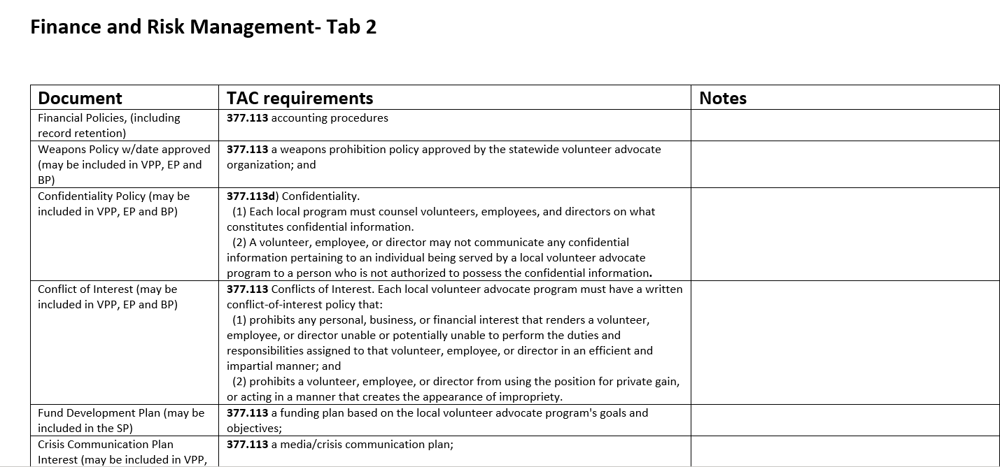 Finance and Risk Management- Tab 2
Document
TAC requirements
Notes
Financial Policies, (including
record retention)
377.113 accounting procedures
Weapons Policy w/date approved
(may be included in VPP, EP and
BP)
377.113 a weapons prohibition policy approved by the statewide volunteer advocate
organization; and
Confidentiality Policy (may be
included in VPP, EP and BP)
377.113d) Confidentiality.
(1) Each local program must counsel volunteers, employees, and directors on what
constitutes confidential information.
(2) A volunteer, employee, or director may not communicate any confidential
information pertaining to an individual being served by a local volunteer advocate
program to a person who is not authorized to possess the confidential information.
Conflict of Interest (may be
included in VPP, EP and BP)
377.113 Conflicts of Interest. Each local volunteer advocate program must have a written
conflict-of-interest policy that:
(1) prohibits any personal, business, or financial interest that renders a volunteer,
employee, or director unable or potentially unable to perform the duties and
responsibilities assigned to that volunteer, employee, or director in an efficient and
impartial manner; and
(2) prohibits a volunteer, employee, or director from using the position for private gain,
or acting in a manner that creates the appearance of impropriety.
Fund Development Plan (may be
included in the SP)
377.113 a funding plan based on the local volunteer advocate program's goals and
objectives;
Crisis Communication Plan
Interest (may be included in VPP,
377.113 a media/crisis communication plan;